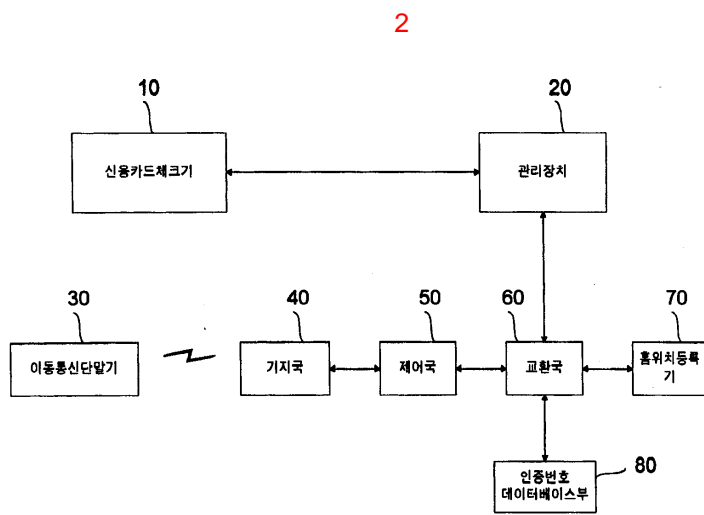 2
10
20
신용카드체크기
관리장치
30
40
50
60
70
이동통신단말기
기지국
제어국
교환국
홈위치등록
기
80
인증번호
데이터베이스부